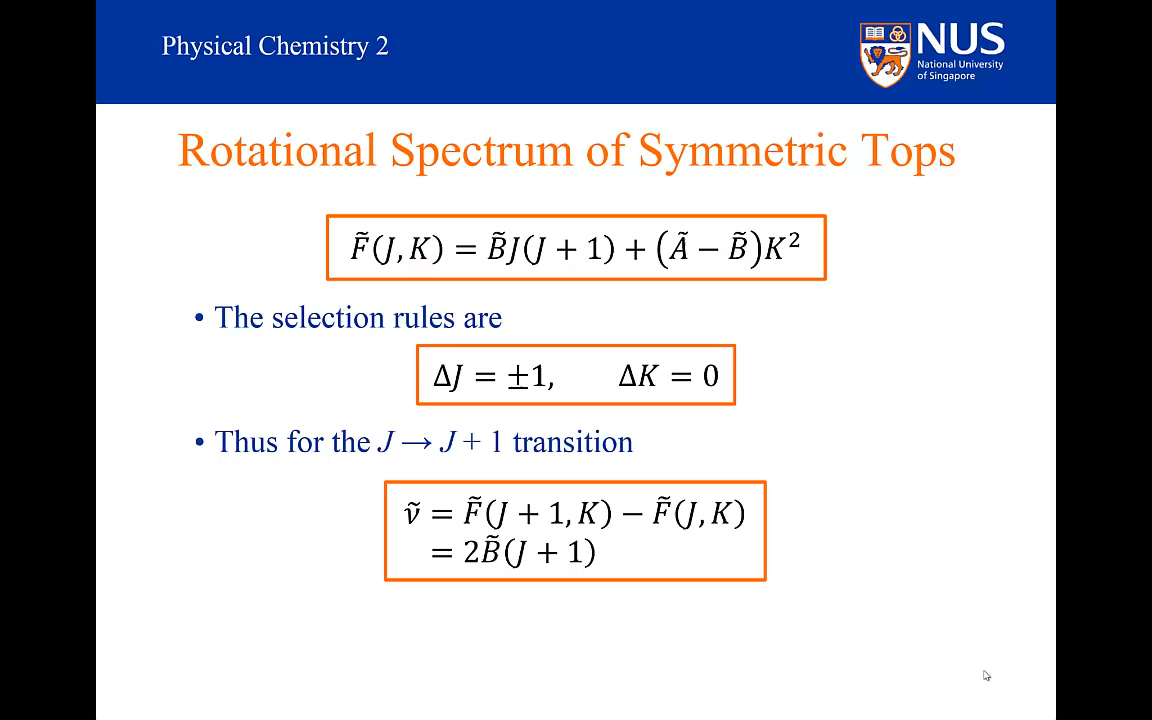 Physical Chemistry 2
NUS
National University
of Singapore
Rotational Spectrum of Symmetric Tops
F̃(J, K) = B̃J(J + 1) + (Ã − B̃)K²
• The selection rules are
ΔJ = ±1, ΔK = 0
• Thus for the J → J + 1 transition
ṽ = F̃(J + 1, K) − F̃(J, K)
= 2B̃(J + 1)